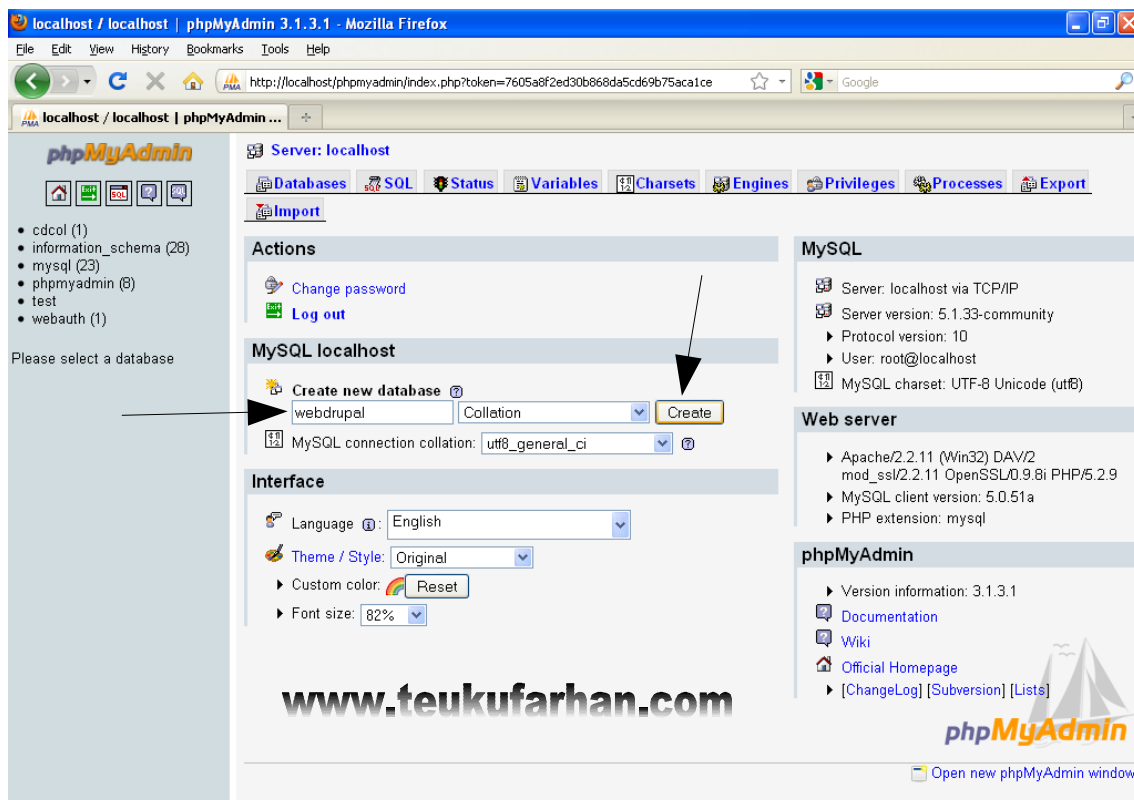 localhost / localhost | phpMyAdmin 3.1.3.1 - Mozilla Firefox
File Edit View History Bookmarks Tools Help
http://localhost/phpmyadmin/index.php?token=7605a8f2ed30b868da5cd69b75aca1ce
Google
localhost / localhost | phpMyAdmin ...
phpMyAdmin
cdcol (1)
information_schema (28)
mysql (23)
phpmyadmin (8)
test
webauth (1)
Please select a database
Server: localhost
Databases SQL Status Variables Charsets Engines Privileges Processes Export
Import
Actions
Change password
Log out
MySQL localhost
Create new database
webdrupal Collation Create
MySQL connection collation: utf8_general_ci
Interface
Language : English
Theme / Style: Original
Custom color: Reset
Font size: 82%
MySQL
Server: localhost via TCP/IP
Server version: 5.1.33-community
Protocol version: 10
User: root@localhost
MySQL charset: UTF-8 Unicode (utf8)
Web server
Apache/2.2.11 (Win32) DAV/2
mod_ssl/2.2.11 OpenSSL/0.9.8i PHP/5.2.9
MySQL client version: 5.0.51a
PHP extension: mysql
phpMyAdmin
Version information: 3.1.3.1
Documentation
Wiki
Official Homepage
[ChangeLog] [Subversion] [Lists]
www.teukufarhan.com
phpMyAdmin
Open new phpMyAdmin window